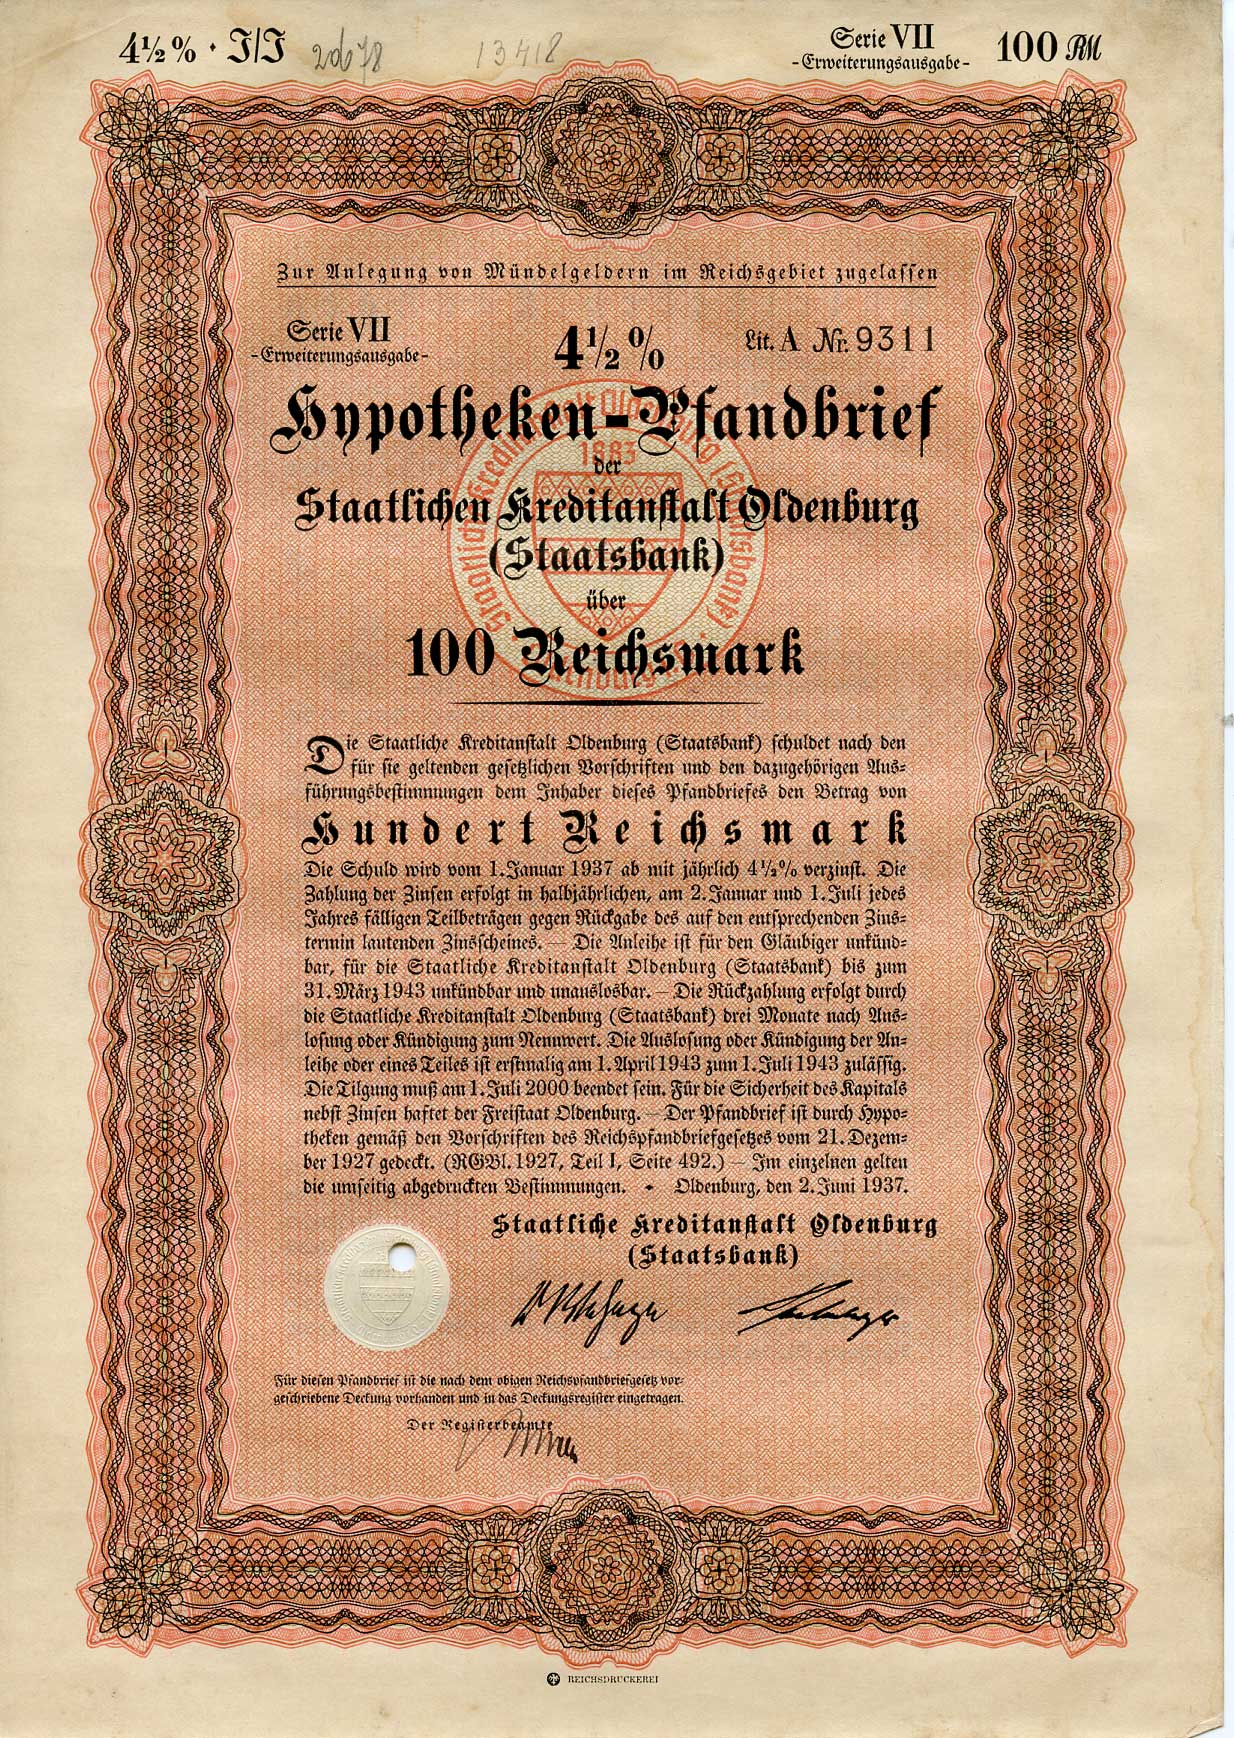 4½% · J/J 13418 Serie VII 100 RM
-Erweiterungsausgabe-
Zur Anlegung von Mündelgeldern im Reichsgebiet zugelassen
Serie VII 4½% Lit. A Nr. 9311
-Erweiterungsausgabe-
Hypotheken-Pfandbrief
1883
der
Staatlichen Kreditanstalt Oldenburg
(Staatsbank)
über
100 Reichsmark
Die Staatliche Kreditanstalt Oldenburg (Staatsbank) schuldet nach den
für sie geltenden gesetzlichen Vorschriften und den dazugehörigen Aus-
führungsbestimmungen dem Inhaber dieses Pfandbriefes den Betrag von
Hundert Reichsmark
Die Schuld wird vom 1. Januar 1937 ab mit jährlich 4½% verzinst. Die
Zahlung der Zinsen erfolgt in halbjährlichen, am 2. Januar und 1. Juli jedes
Jahres fälligen Teilbeträgen gegen Rückgabe des auf den entsprechenden Zins-
termin lautenden Zinsscheines. — Die Anleihe ist für den Gläubiger unkünd-
bar, für die Staatliche Kreditanstalt Oldenburg (Staatsbank) bis zum
31. März 1943 unkündbar und unauslosbar. — Die Rückzahlung erfolgt durch
die Staatliche Kreditanstalt Oldenburg (Staatsbank) drei Monate nach Aus-
losung oder Kündigung zum Nennwert. Die Auslosung oder Kündigung der An-
leihe oder eines Teiles ist erstmalig am 1. April 1943 zum 1. Juli 1943 zulässig.
Die Tilgung muß am 1. Juli 2000 beendet sein. Für die Sicherheit des Kapitals
nebst Zinsen haftet der Freistaat Oldenburg. — Der Pfandbrief ist durch Hypo-
theken gemäß den Vorschriften des Reichspfandbriefgesetzes vom 21. Dezem-
ber 1927 gedeckt. (RGBl. 1927, Teil I, Seite 492.) — Im einzelnen gelten
die umseitig abgedruckten Bestimmungen. • Oldenburg, den 2. Juni 1937.
Staatliche Kreditanstalt Oldenburg
(Staatsbank)
Für diesen Pfandbrief ist die nach dem obigen Reichspfandbriefgesetz vor-
geschriebene Deckung vorhanden und in das Deckungsregister eingetragen.
Der Registerbeamte
REICHSDRUCKEREI